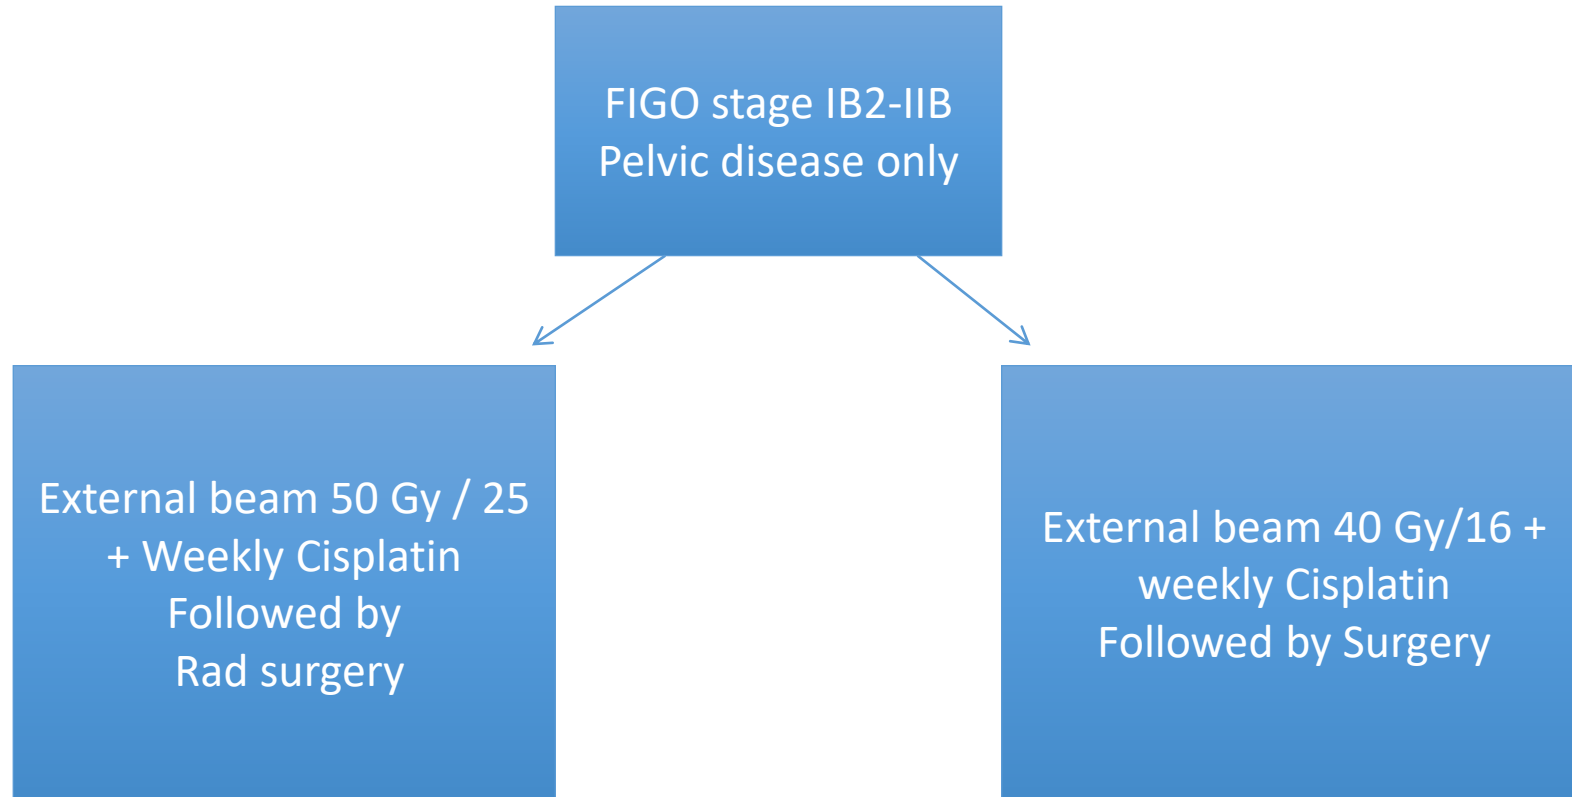 FIGO stage IB2-IIB
Pelvic disease only
External beam 50 Gy / 25
+ Weekly Cisplatin
Followed by
Rad surgery
External beam 40 Gy/16 +
weekly Cisplatin
Followed by Surgery